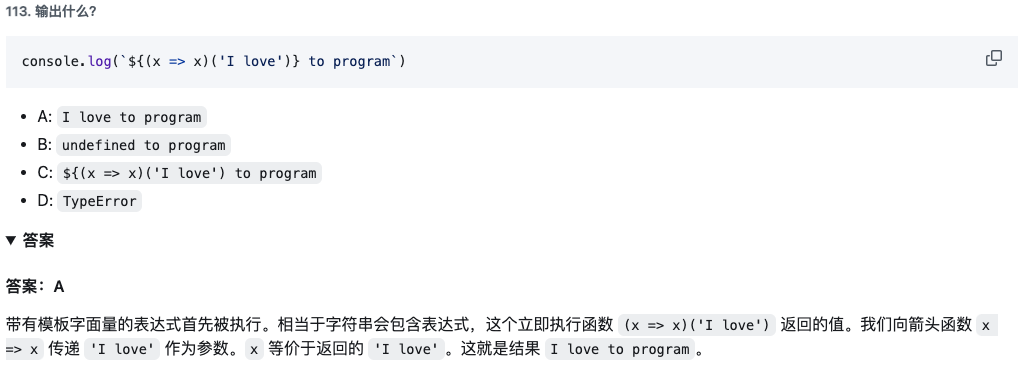 113. 输出什么?
console.log(`${(x => x)('I love')} to program`)
• A: I love to program
• B: undefined to program
• C: ${(x => x)('I love') to program
• D: TypeError
▼ 答案
答案：A
带有模板字面量的表达式首先被执行。相当于字符串会包含表达式，这个立即执行函数 (x => x)('I love') 返回的值。我们向箭头函数 x
=> x 传递 'I love' 作为参数。x 等价于返回的 'I love'。这就是结果 I love to program。